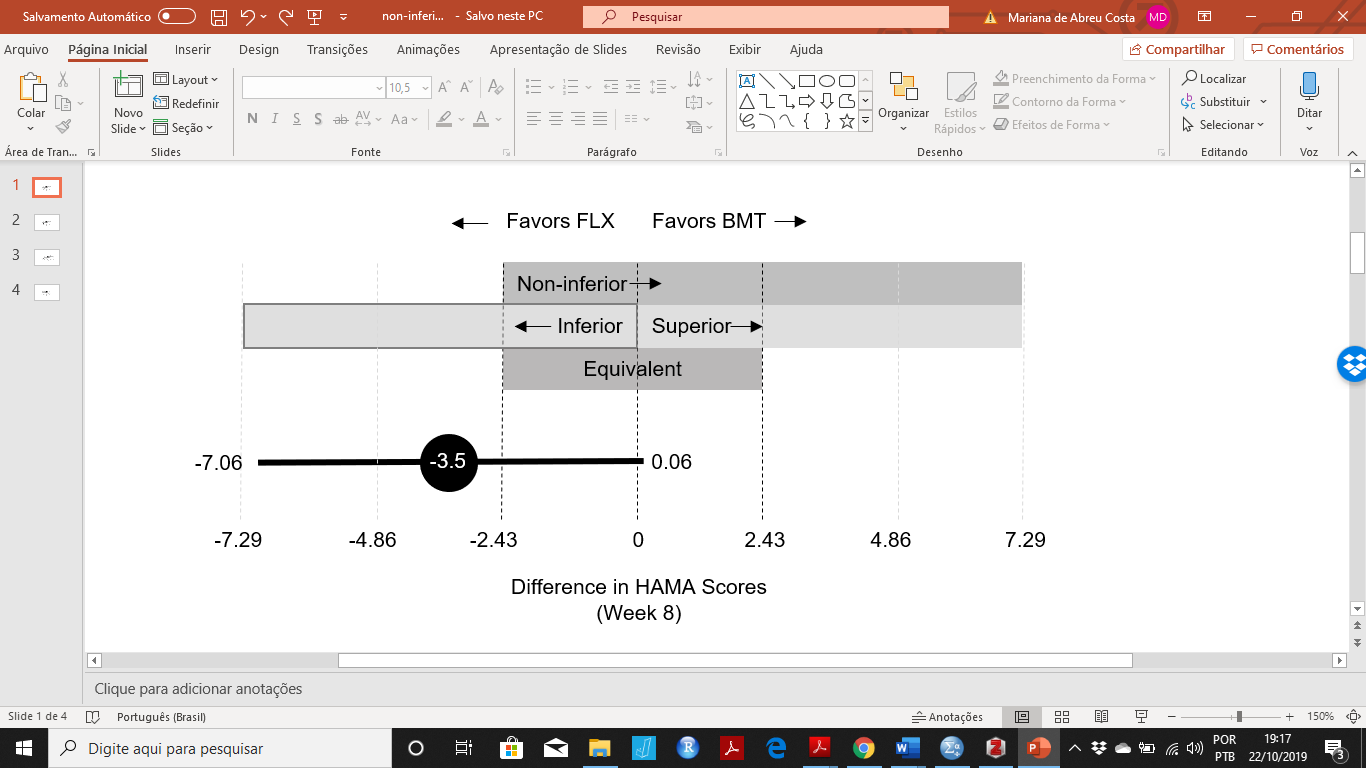 Salvamento Automático
non-inferi... - Salvo neste PC
Pesquisar
Mariana de Abreu Costa
MD
Arquivo Página Inicial Inserir Design Transições Animações Apresentação de Slides Revisão Exibir Ajuda
Compartilhar Comentários
Colar
Novo
Slide
Layout
Redefinir
Seção
10,5
N I S S ab AV Aa
A
Organizar
Estilos
Rápidos
Preenchimento da Forma
Contorno da Forma
Efeitos de Forma
Localizar
Substituir
Selecionar
Ditar
Área de Tran... Slides Fonte Parágrafo Desenho Editando Voz
1
2
3
4
Favors FLX Favors BMT
Non-inferior
Inferior Superior
Equivalent
-7.06 -3.5 0.06
-7.29 -4.86 -2.43 0 2.43 4.86 7.29
Difference in HAMA Scores
(Week 8)
Clique para adicionar anotações
Slide 1 de 4 Português (Brasil) Anotações 150%
Digite aqui para pesquisar
POR
PTB
19:17
22/10/2019
3